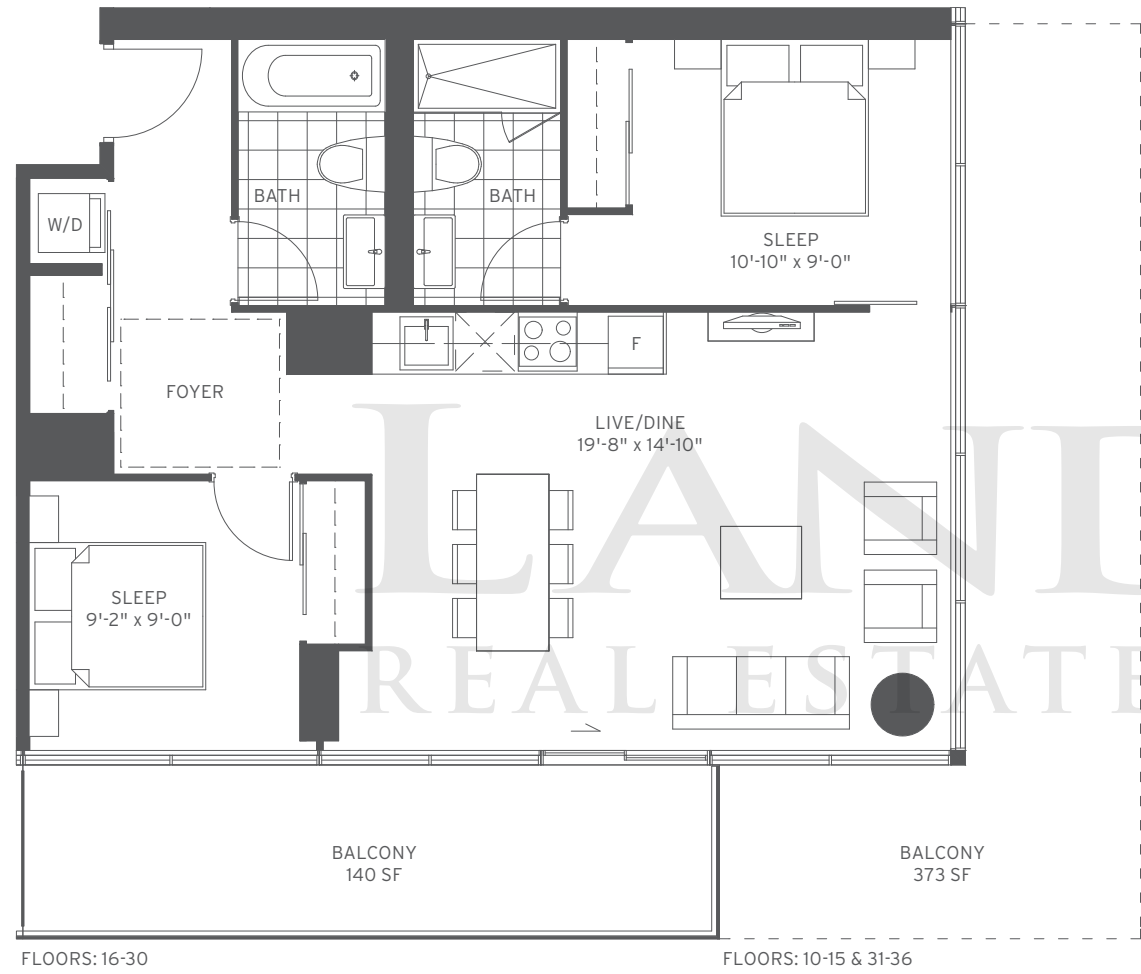 BATH
BATH
W/D
SLEEP
10'-10" x 9'-0"
F
FOYER
LIVE/DINE
19'-8" x 14'-10"
LAND
REAL ESTATE
SLEEP
9'-2" x 9'-0"
BALCONY
140 SF
BALCONY
373 SF
FLOORS: 16-30
FLOORS: 10-15 & 31-36